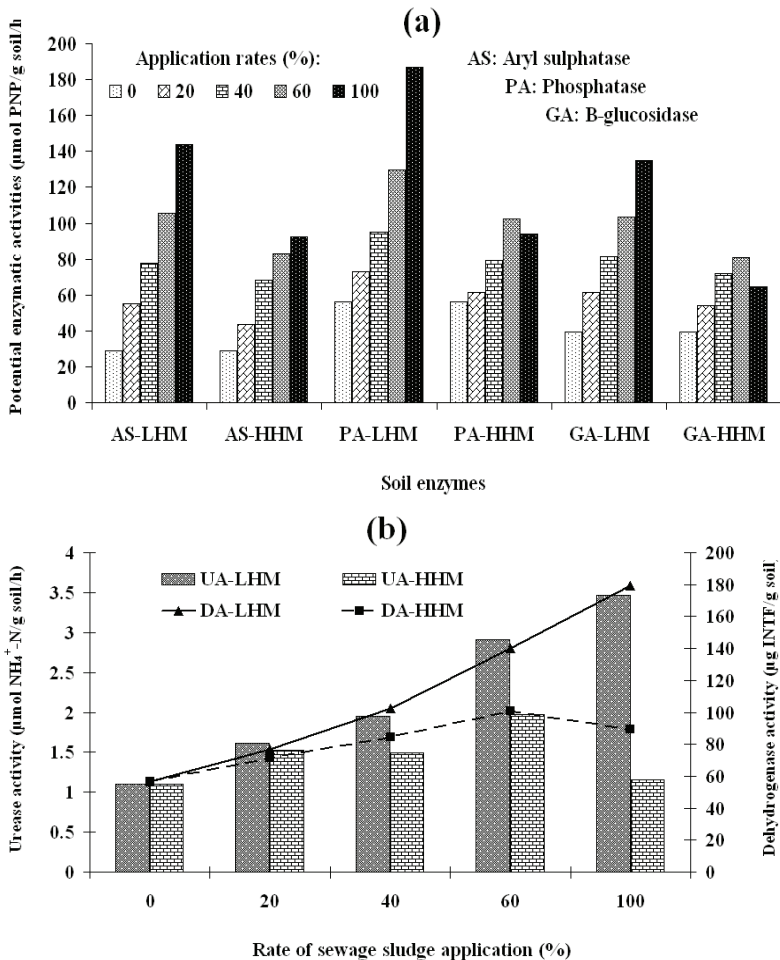 (a)
Potential enzymatic activities (µmol PNP/g soil/h
200
180
160
140
120
100
80
60
40
20
0
Application rates (%):
0 20 40 60 100
AS: Aryl sulphatase
PA: Phosphatase
GA: B-glucosidase
AS-LHM AS-HHM PA-LHM PA-HHM GA-LHM GA-HHM
Soil enzymes
(b)
Urease activity (µmol NH₄⁺-N/g soil/h)
4
3.5
3
2.5
2
1.5
1
0.5
0
UA-LHM UA-HHM
DA-LHM DA-HHM
200
180
160
140
120
100
80
60
40
20
0
Dehydrogenase activity (µg INTF/g soil
0 20 40 60 100
Rate of sewage sludge application (%)